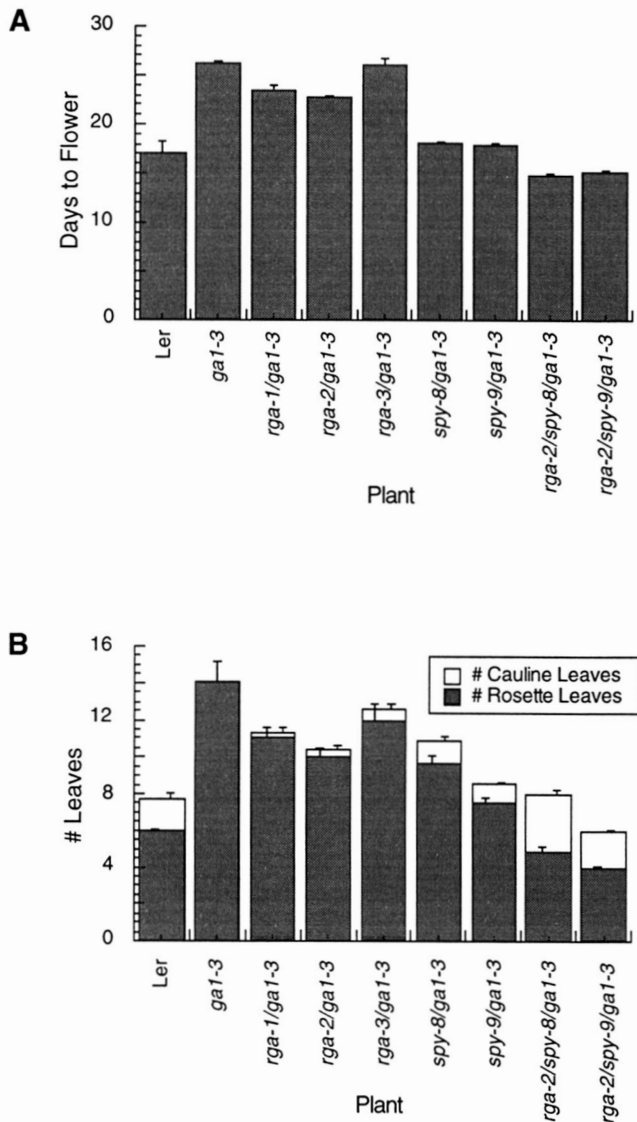 A
Days to Flower
30
20
10
0
Ler
ga1-3
rga-1/ga1-3
rga-2/ga1-3
rga-3/ga1-3
spy-8/ga1-3
spy-9/ga1-3
rga-2/spy-8/ga1-3
rga-2/spy-9/ga1-3
Plant
B
# Leaves
16
12
8
4
0
# Cauline Leaves
# Rosette Leaves
Ler
ga1-3
rga-1/ga1-3
rga-2/ga1-3
rga-3/ga1-3
spy-8/ga1-3
spy-9/ga1-3
rga-2/spy-8/ga1-3
rga-2/spy-9/ga1-3
Plant